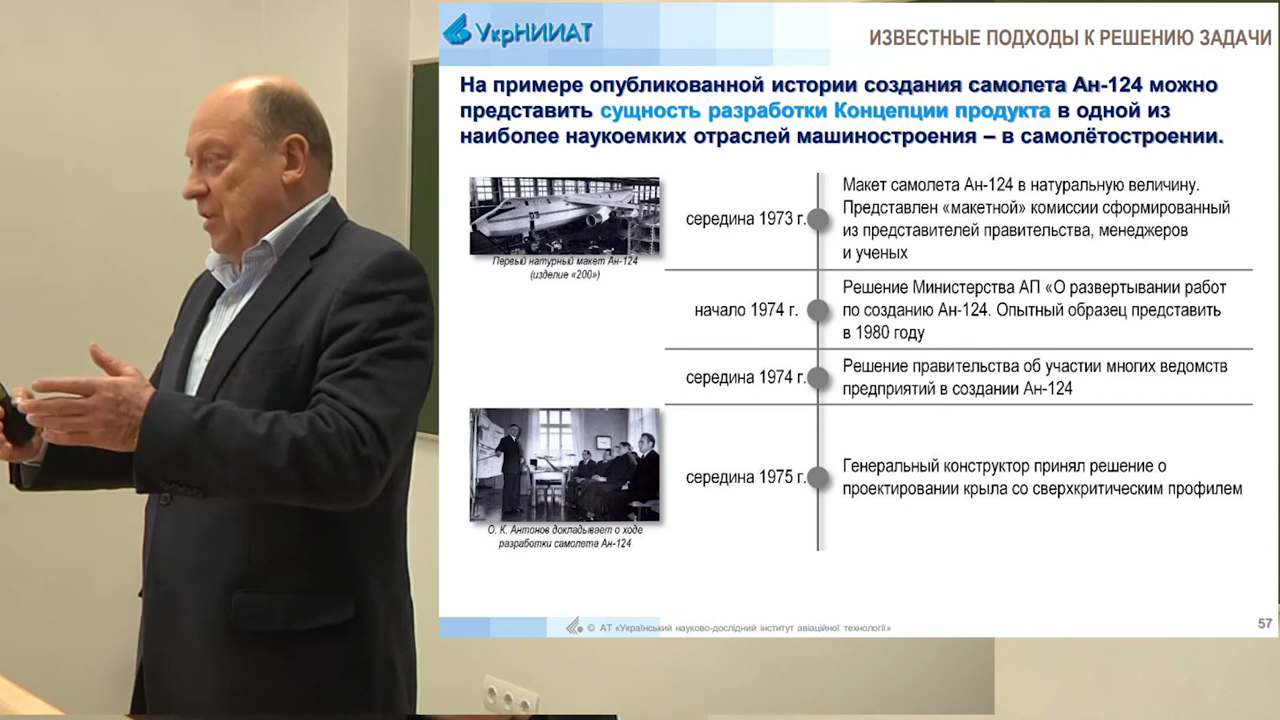 УкрНИИАТ
ИЗВЕСТНЫЕ ПОДХОДЫ К РЕШЕНИЮ ЗАДАЧИ
На примере опубликованной истории создания самолета Ан-124 можно
представить сущность разработки Концепции продукта в одной из
наиболее наукоемких отраслей машиностроения – в самолётостроении.
Первый натурный макет Ан-124
(изделие «200»)
середина 1973 г.
Макет самолета Ан-124 в натуральную величину.
Представлен «макетной» комиссии сформированный
из представителей правительства, менеджеров
и ученых
начало 1974 г.
Решение Министерства АП «О развертывании работ
по созданию Ан-124. Опытный образец представить
в 1980 году
середина 1974 г.
Решение правительства об участии многих ведомств
предприятий в создании Ан-124
О. К. Антонов докладывает о ходе
разработки самолета Ан-124
середина 1975 г.
Генеральный конструктор принял решение о
проектировании крыла со сверхкритическим профилем
© АТ «Український науково-дослідний інститут авіаційної технології»
57